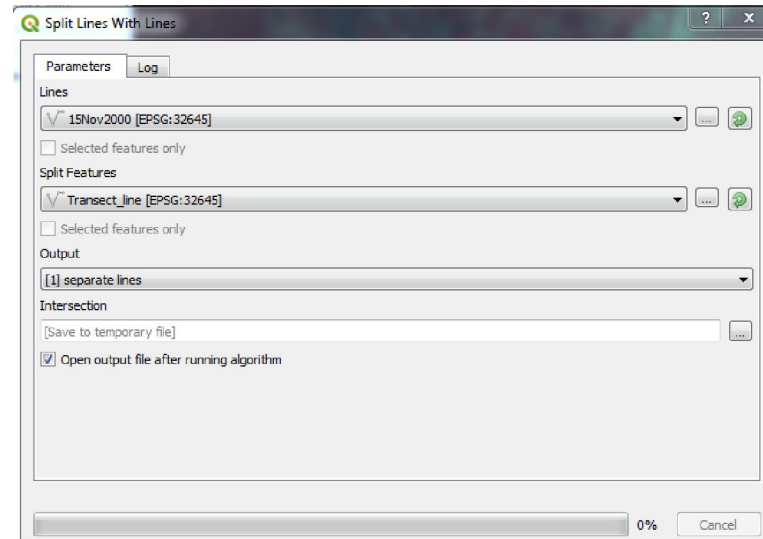 Split Lines With Lines
? x
Parameters Log
Lines
15Nov2000 [EPSG:32645]
...
Selected features only
Split Features
Transect_line [EPSG:32645]
...
Selected features only
Output
[1] separate lines
Intersection
[Save to temporary file]
...
Open output file after running algorithm
0% Cancel